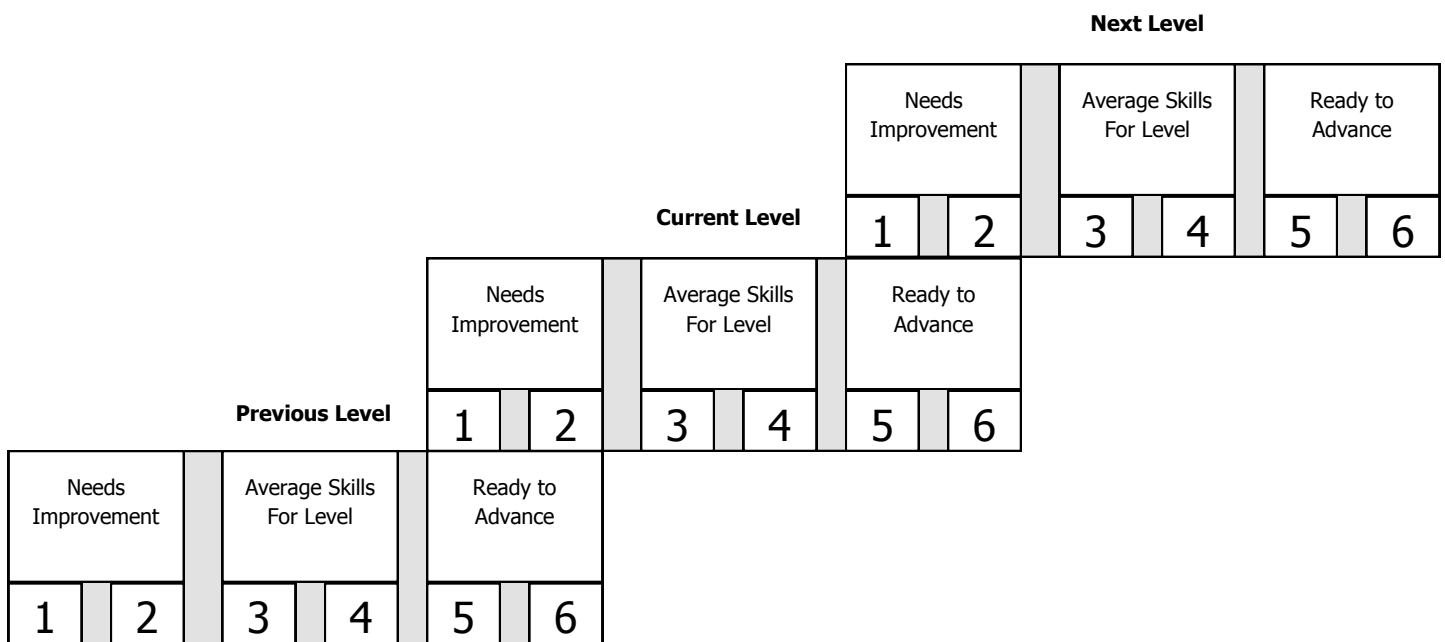 Next Level
Needs Improvement
Average Skills For Level
Ready to Advance
1 2 3 4 5 6
Current Level
Needs Improvement
Average Skills For Level
Ready to Advance
1 2 3 4 5 6
Previous Level
Needs Improvement
Average Skills For Level
Ready to Advance
1 2 3 4 5 6